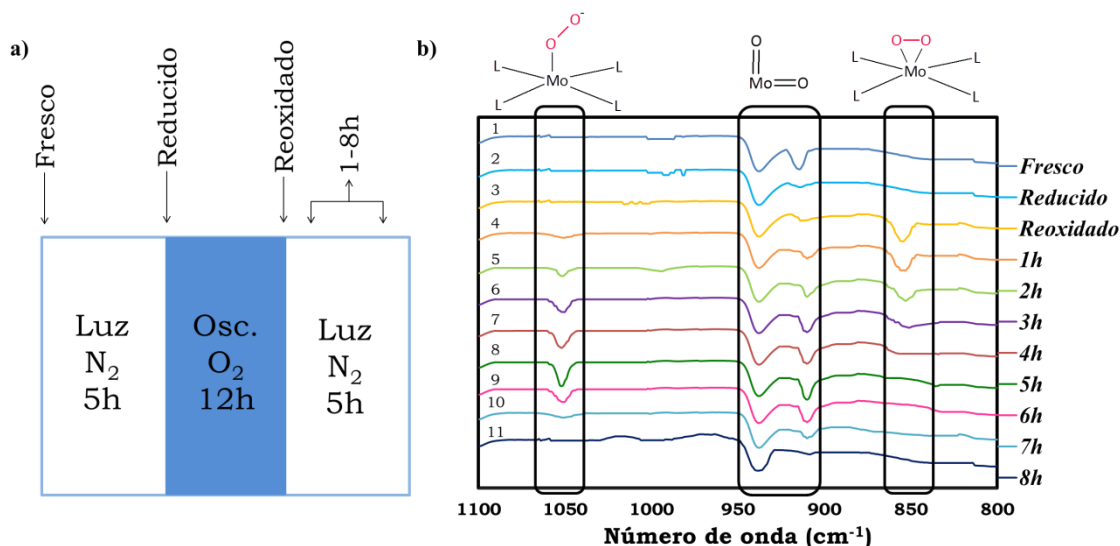 a)
Fresco
Reducido
Reoxidado
1-8h
Luz
N2
5h
Osc.
O2
12h
Luz
N2
5h
b)
O-
O
L
L
Mo
L
L
O
Mo
O
O
O
L
L
Mo
L
L
1
2
3
4
5
6
7
8
9
10
11
Fresco
Reducido
Reoxidado
1h
2h
3h
4h
5h
6h
7h
8h
1100
1050
1000
950
900
850
800
Número de onda (cm-1)